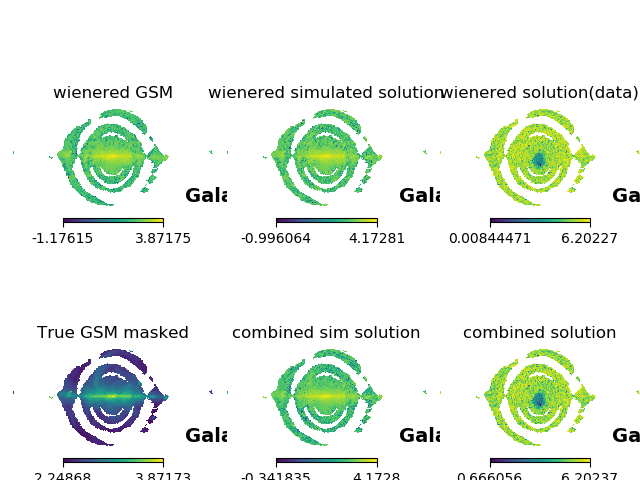 wienered GSM
wienered simulated solution
wienered solution(data)
Gala
Gala
Ga
-1.17615 3.87175
-0.996064 4.17281
0.00844471 6.20227
True GSM masked
combined sim solution
combined solution
Gala
Gala
Ga
2.24868 3.87173
-0.341835 4.1728
0.666056 6.20237